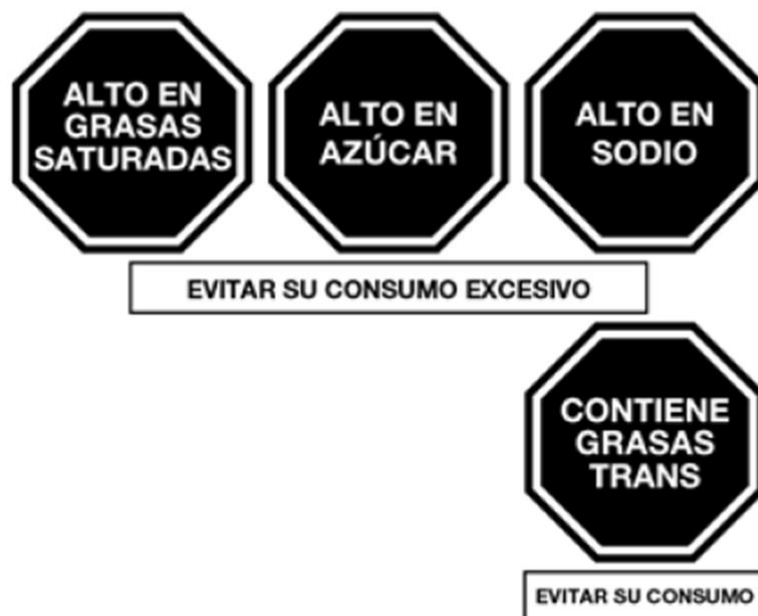 ALTO EN
GRASAS
SATURADAS
ALTO EN
AZÚCAR
ALTO EN
SODIO
EVITAR SU CONSUMO EXCESIVO
CONTIENE
GRASAS
TRANS
EVITAR SU CONSUMO